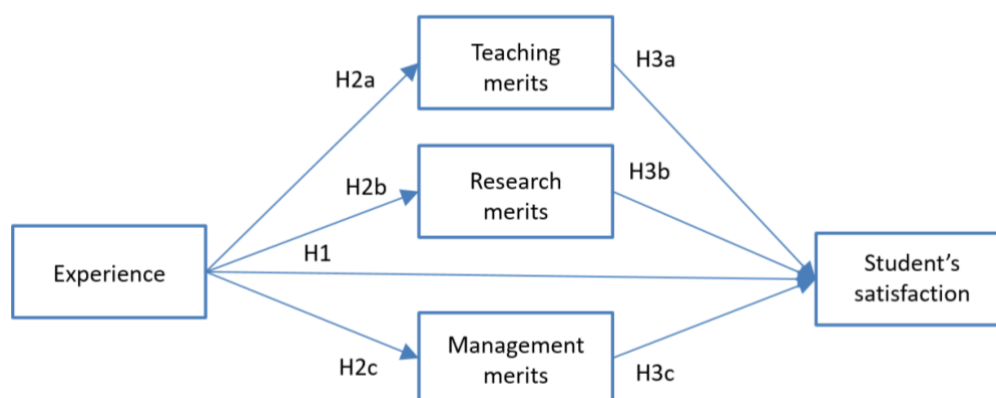 Teaching
merits
H2a
H3a
Research
merits
H2b
H3b
H1
Experience
Student’s
satisfaction
Management
merits
H2c
H3c